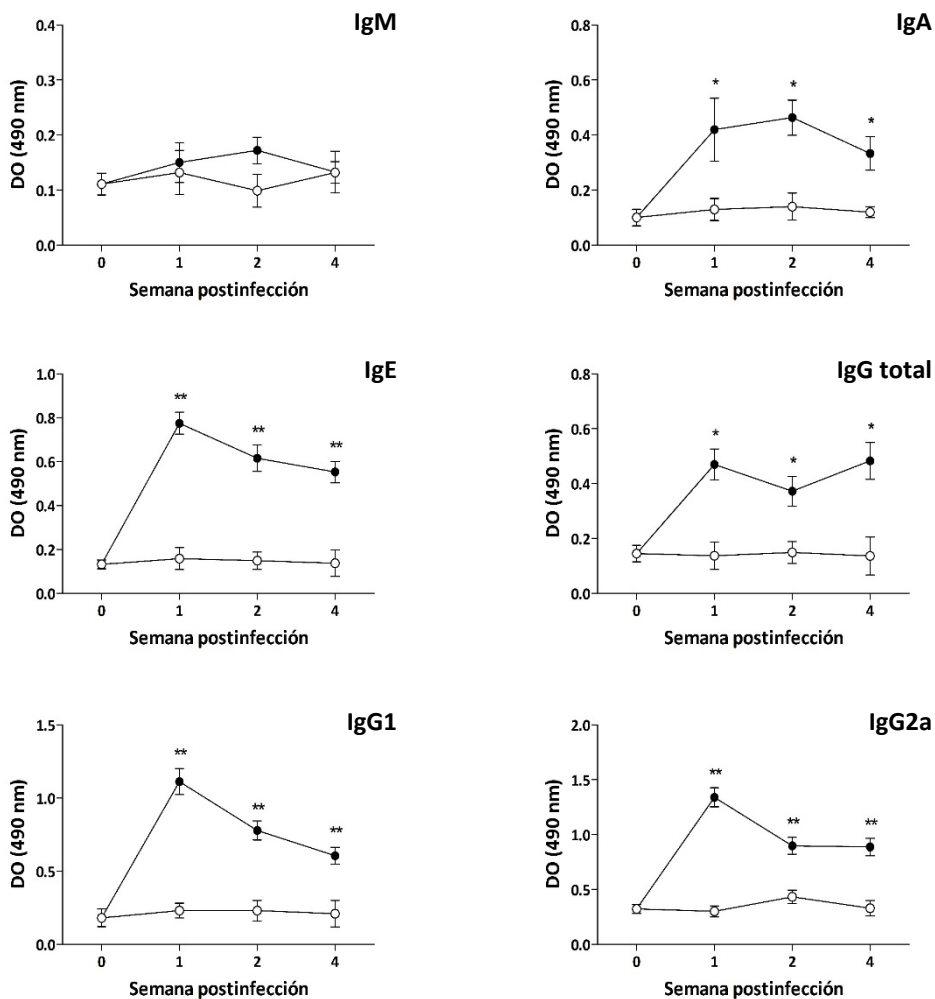 IgM
0.4
0.3
0.2
0.1
0.0
DO (490 nm)
0 1 2 4
Semana postinfección
IgA
0.8
0.6
0.4
0.2
0.0
DO (490 nm)
* * *
0 1 2 4
Semana postinfección
IgE
1.0
0.8
0.6
0.4
0.2
0.0
DO (490 nm)
** ** **
0 1 2 4
Semana postinfección
IgG total
0.8
0.6
0.4
0.2
0.0
DO (490 nm)
* * *
0 1 2 4
Semana postinfección
IgG1
1.5
1.0
0.5
0.0
DO (490 nm)
** ** **
0 1 2 4
Semana postinfección
IgG2a
2.0
1.5
1.0
0.5
0.0
DO (490 nm)
** ** **
0 1 2 4
Semana postinfección